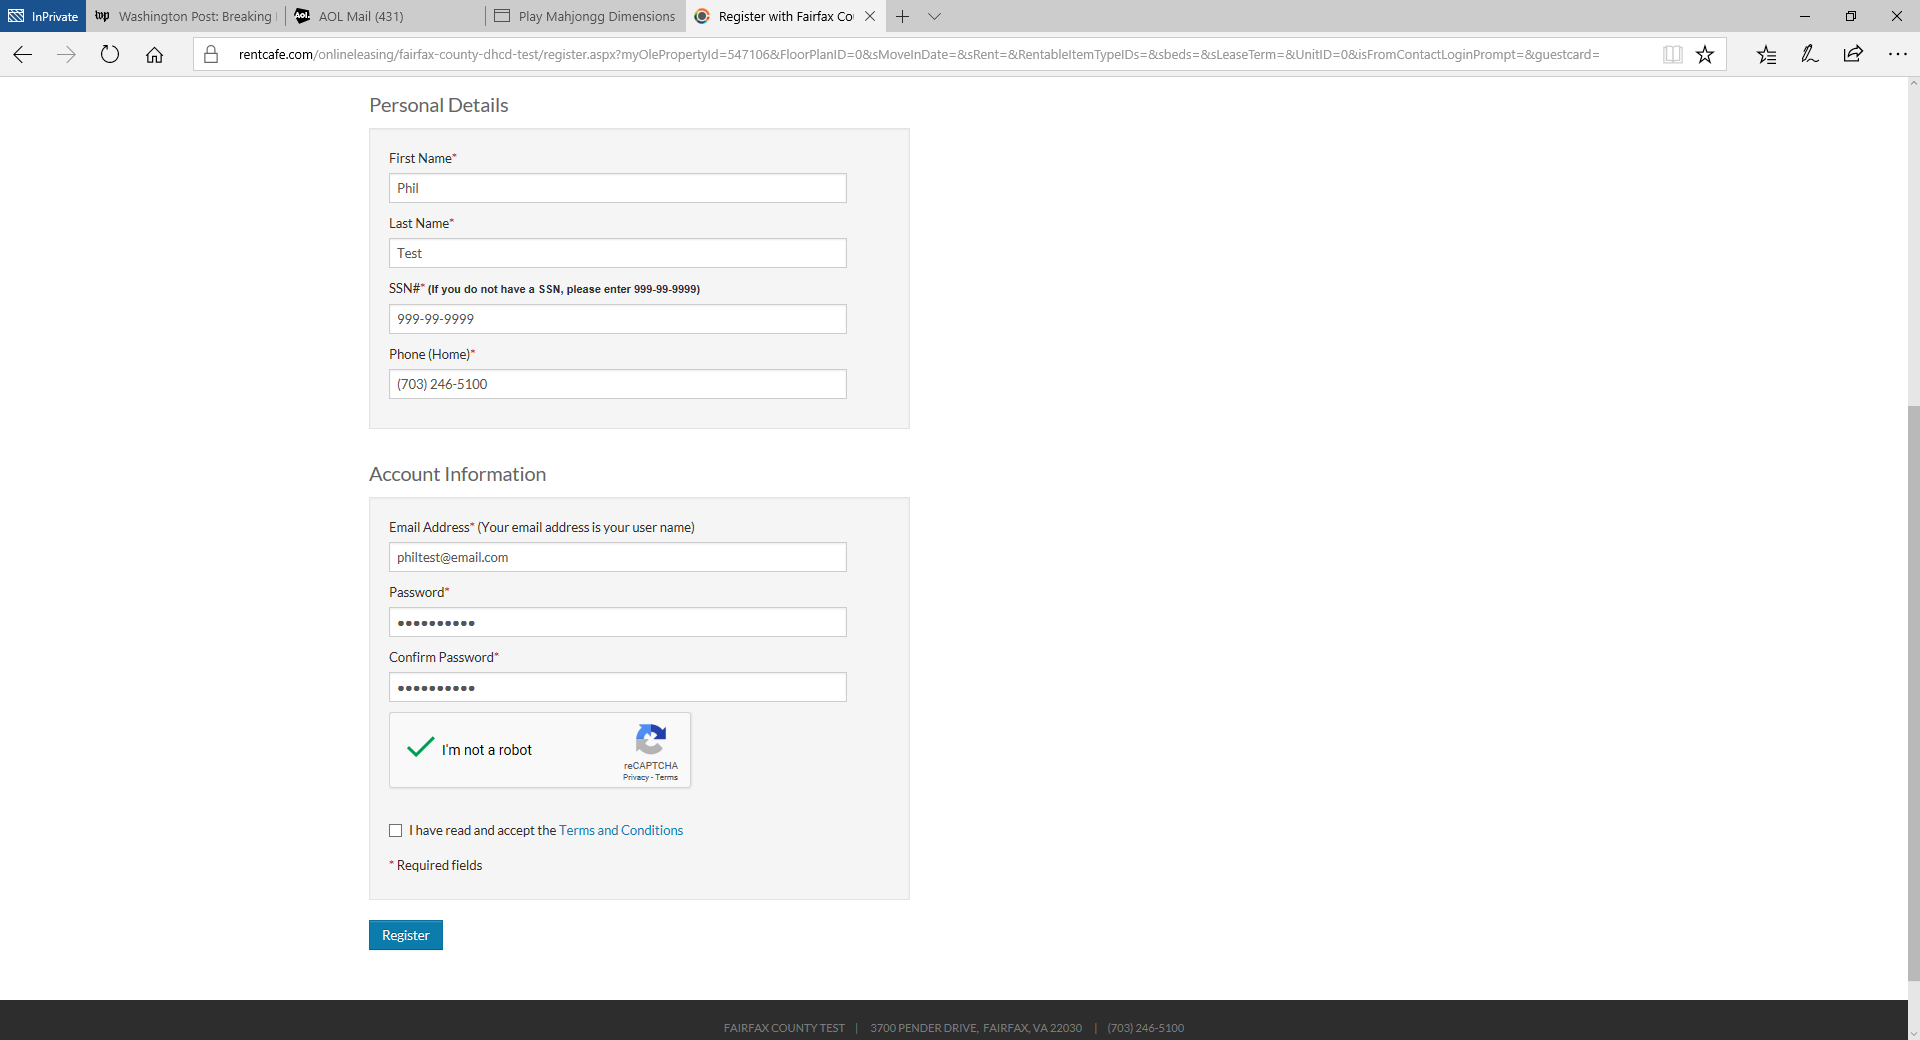 InPrivate
wp Washington Post: Breaking
Aol. AOL Mail (431)
Play Mahjongg Dimensions
Register with Fairfax Co
rentcafe.com/onlineleasing/fairfax-county-dhcd-test/register.aspx?myOlePropertyId=547106&FloorPlanID=0&sMoveInDate=&sRent=&RentableItemTypeIDs=&sbeds=&sLeaseTerm=&UnitID=0&isFromContactLoginPrompt=&guestcard=
Personal Details
First Name*
Phil
Last Name*
Test
SSN#* (If you do not have a SSN, please enter 999-99-9999)
999-99-9999
Phone (Home)*
(703) 246-5100
Account Information
Email Address* (Your email address is your user name)
philtest@email.com
Password*
••••••••••
Confirm Password*
••••••••••
I'm not a robot
reCAPTCHA
Privacy - Terms
I have read and accept the Terms and Conditions
* Required fields
Register
FAIRFAX COUNTY TEST | 3700 PENDER DRIVE, FAIRFAX, VA 22030 | (703) 246-5100